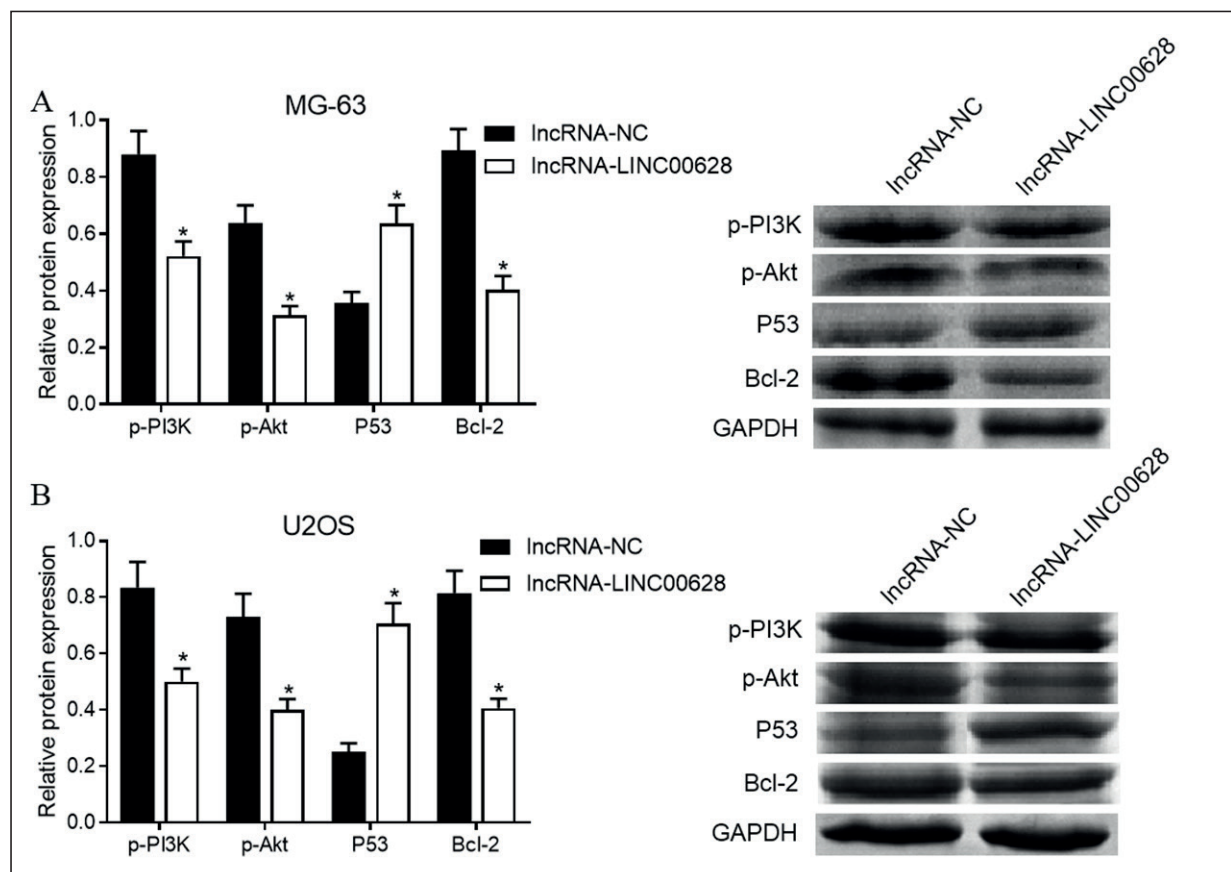 A
MG-63
Relative protein expression
1.0
0.8
0.6
0.4
0.2
0.0
* * * *
p-PI3K p-Akt P53 Bcl-2
lncRNA-NC
lncRNA-LINC00628
lncRNA-NC lncRNA-LINC00628
p-PI3K
p-Akt
P53
Bcl-2
GAPDH
B
U2OS
Relative protein expression
1.0
0.8
0.6
0.4
0.2
0.0
* * * *
p-PI3K p-Akt P53 Bcl-2
lncRNA-NC
lncRNA-LINC00628
lncRNA-NC lncRNA-LINC00628
p-PI3K
p-Akt
P53
Bcl-2
GAPDH